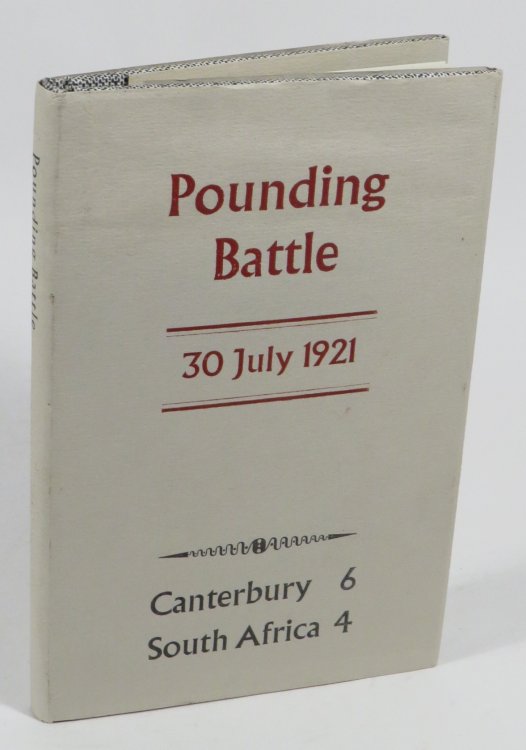 Pounding Battle
Pounding
Battle
30 July 1921
Canterbury 6
South Africa 4